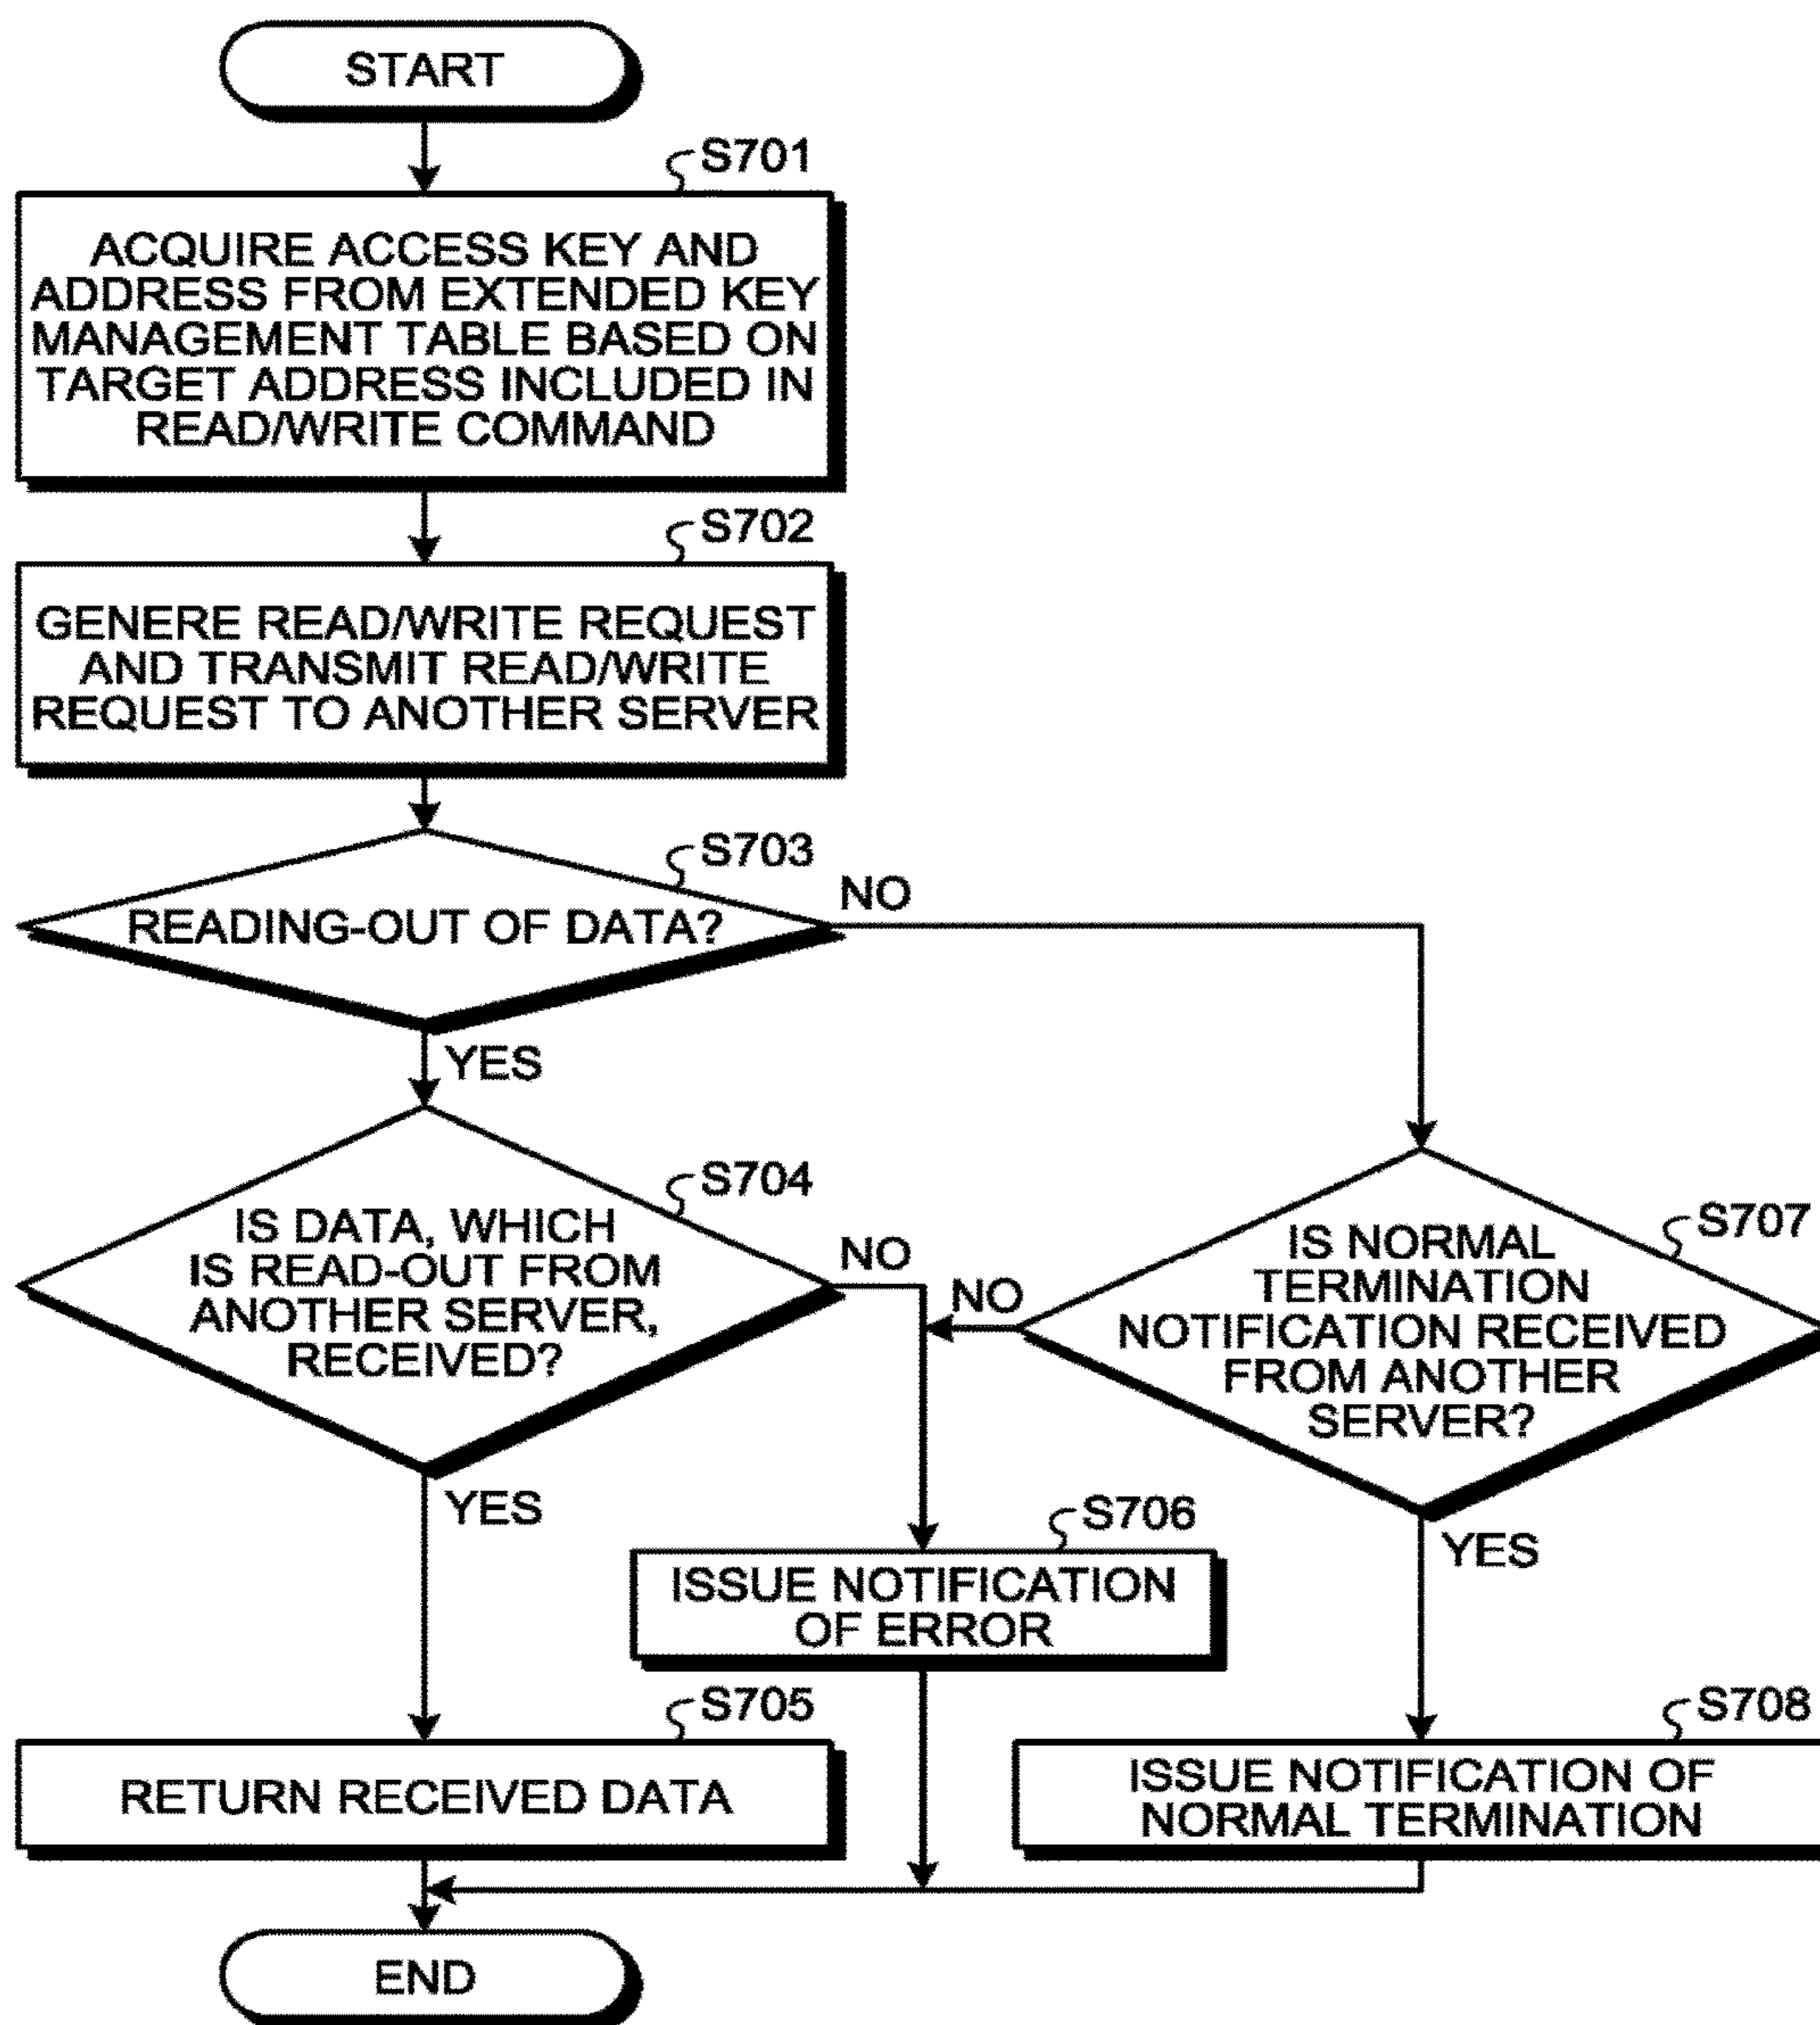 START
S701
ACQUIRE ACCESS KEY AND
ADDRESS FROM EXTENDED KEY
MANAGEMENT TABLE BASED ON
TARGET ADDRESS INCLUDED IN
READ/WRITE COMMAND
S702
GENERE READ/WRITE REQUEST
AND TRANSMIT READ/WRITE
REQUEST TO ANOTHER SERVER
S703
READING-OUT OF DATA?
NO
YES
S704
IS DATA, WHICH
IS READ-OUT FROM
ANOTHER SERVER,
RECEIVED?
NO
YES
S707
IS NORMAL
TERMINATION
NOTIFICATION RECEIVED
FROM ANOTHER
SERVER?
NO
YES
S706
ISSUE NOTIFICATION
OF ERROR
S705
RETURN RECEIVED DATA
S708
ISSUE NOTIFICATION OF
NORMAL TERMINATION
END